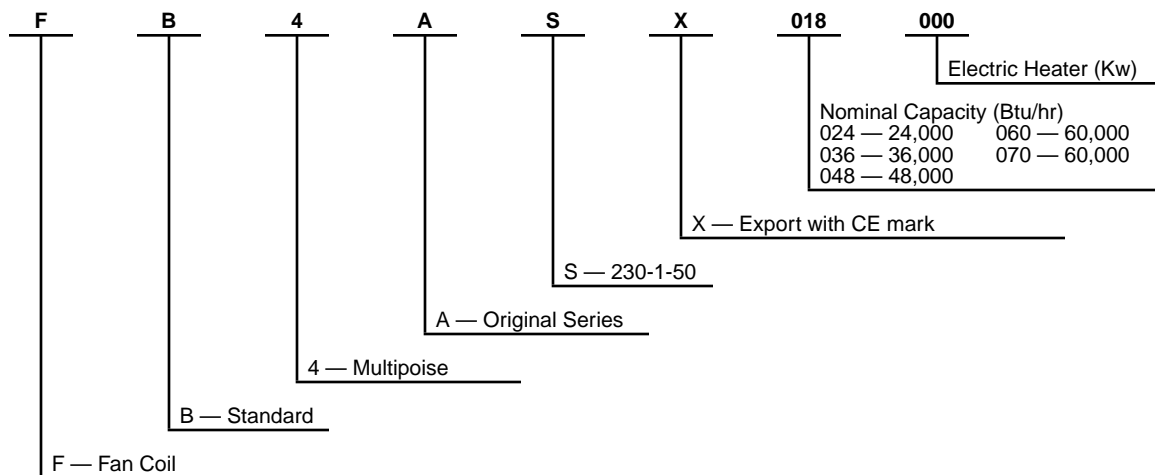 F B 4 A S X 018 000
Electric Heater (Kw)
Nominal Capacity (Btu/hr)
024 — 24,000 060 — 60,000
036 — 36,000 070 — 60,000
048 — 48,000
X — Export with CE mark
S — 230-1-50
A — Original Series
4 — Multipoise
B — Standard
F — Fan Coil